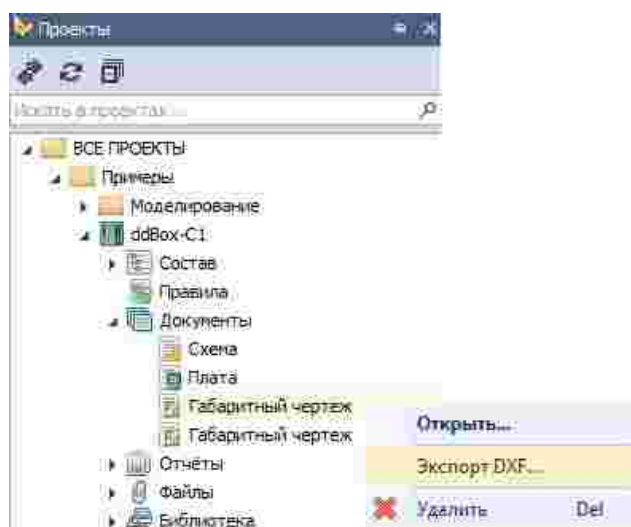 Проекты
Искать в проектах...
ВСЕ ПРОЕКТЫ
Примеры
Моделирование
ddBox-C1
Состав
Правила
Документы
Схема
Плата
Габаритный чертеж
Габаритный чертеж
Открыть...
Экспорт DXF...
Удалить Del
Отчёты
Файлы
Библиотека